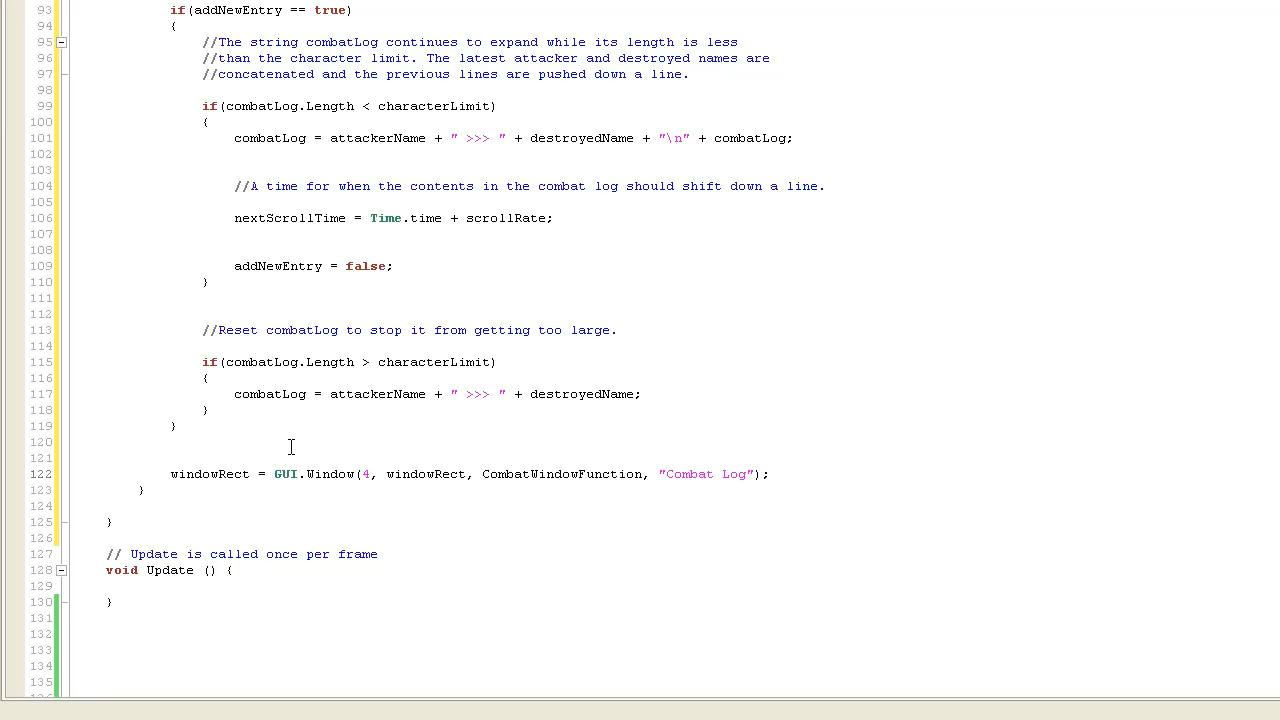 93 if(addNewEntry == true)
94 {
95 //The string combatLog continues to expand while its length is less
96 //than the character limit. The latest attacker and destroyed names are
97 //concatenated and the previous lines are pushed down a line.
98
99 if(combatLog.Length < characterLimit)
100 {
101 combatLog = attackerName + " >>> " + destroyedName + "\n" + combatLog;
102
103
104 //A time for when the contents in the combat log should shift down a line.
105
106 nextScrollTime = Time.time + scrollRate;
107
108
109 addNewEntry = false;
110 }
111
112
113 //Reset combatLog to stop it from getting too large.
114
115 if(combatLog.Length > characterLimit)
116 {
117 combatLog = attackerName + " >>> " + destroyedName;
118 }
119 }
120
121
122 windowRect = GUI.Window(4, windowRect, CombatWindowFunction, "Combat Log");
123 }
124
125 }
126
127 // Update is called once per frame
128 void Update () {
129
130 }
131
132
133
134
135